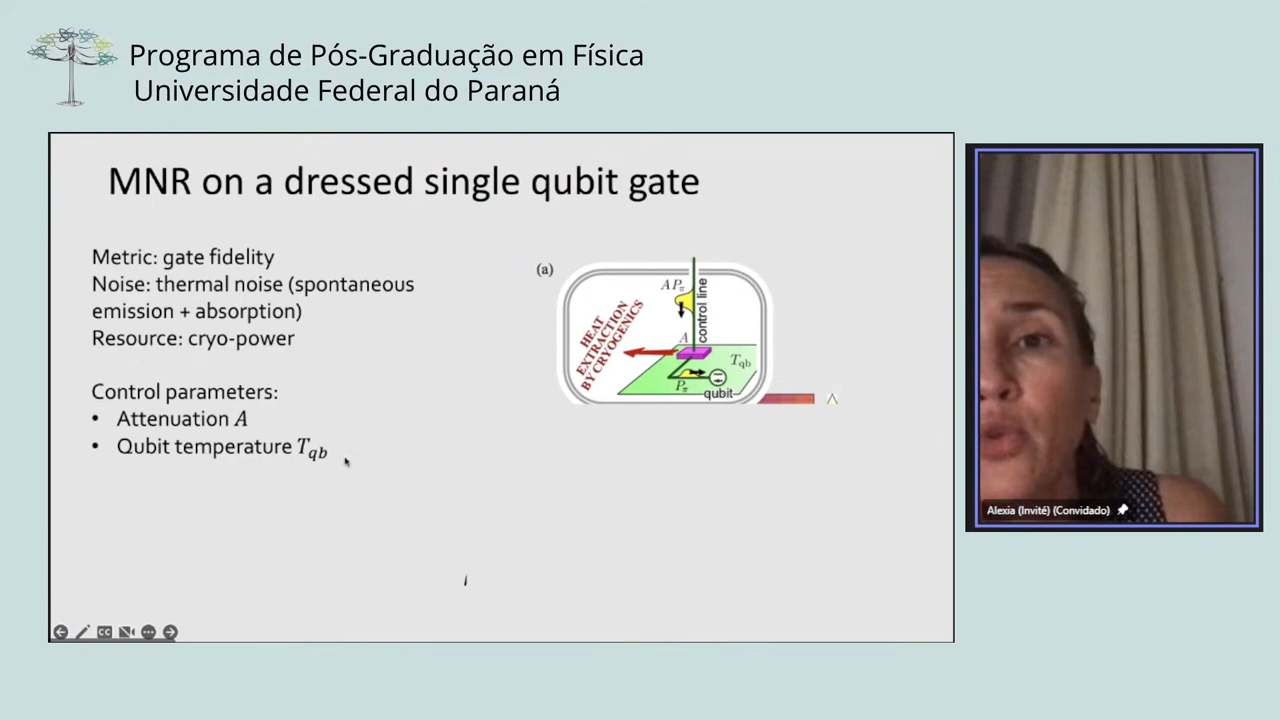 Programa de Pós-Graduação em Física
Universidade Federal do Paraná
MNR on a dressed single qubit gate
Metric: gate fidelity
Noise: thermal noise (spontaneous
emission + absorption)
Resource: cryo-power
Control parameters:
• Attenuation A
• Qubit temperature T_qb
(a)
A P_π
control line
HEAT
EXTRACTION
BY CRYOGENICS
A
T_qb
P_π
qubit
CC
Alexia (Invité) (Convidado)